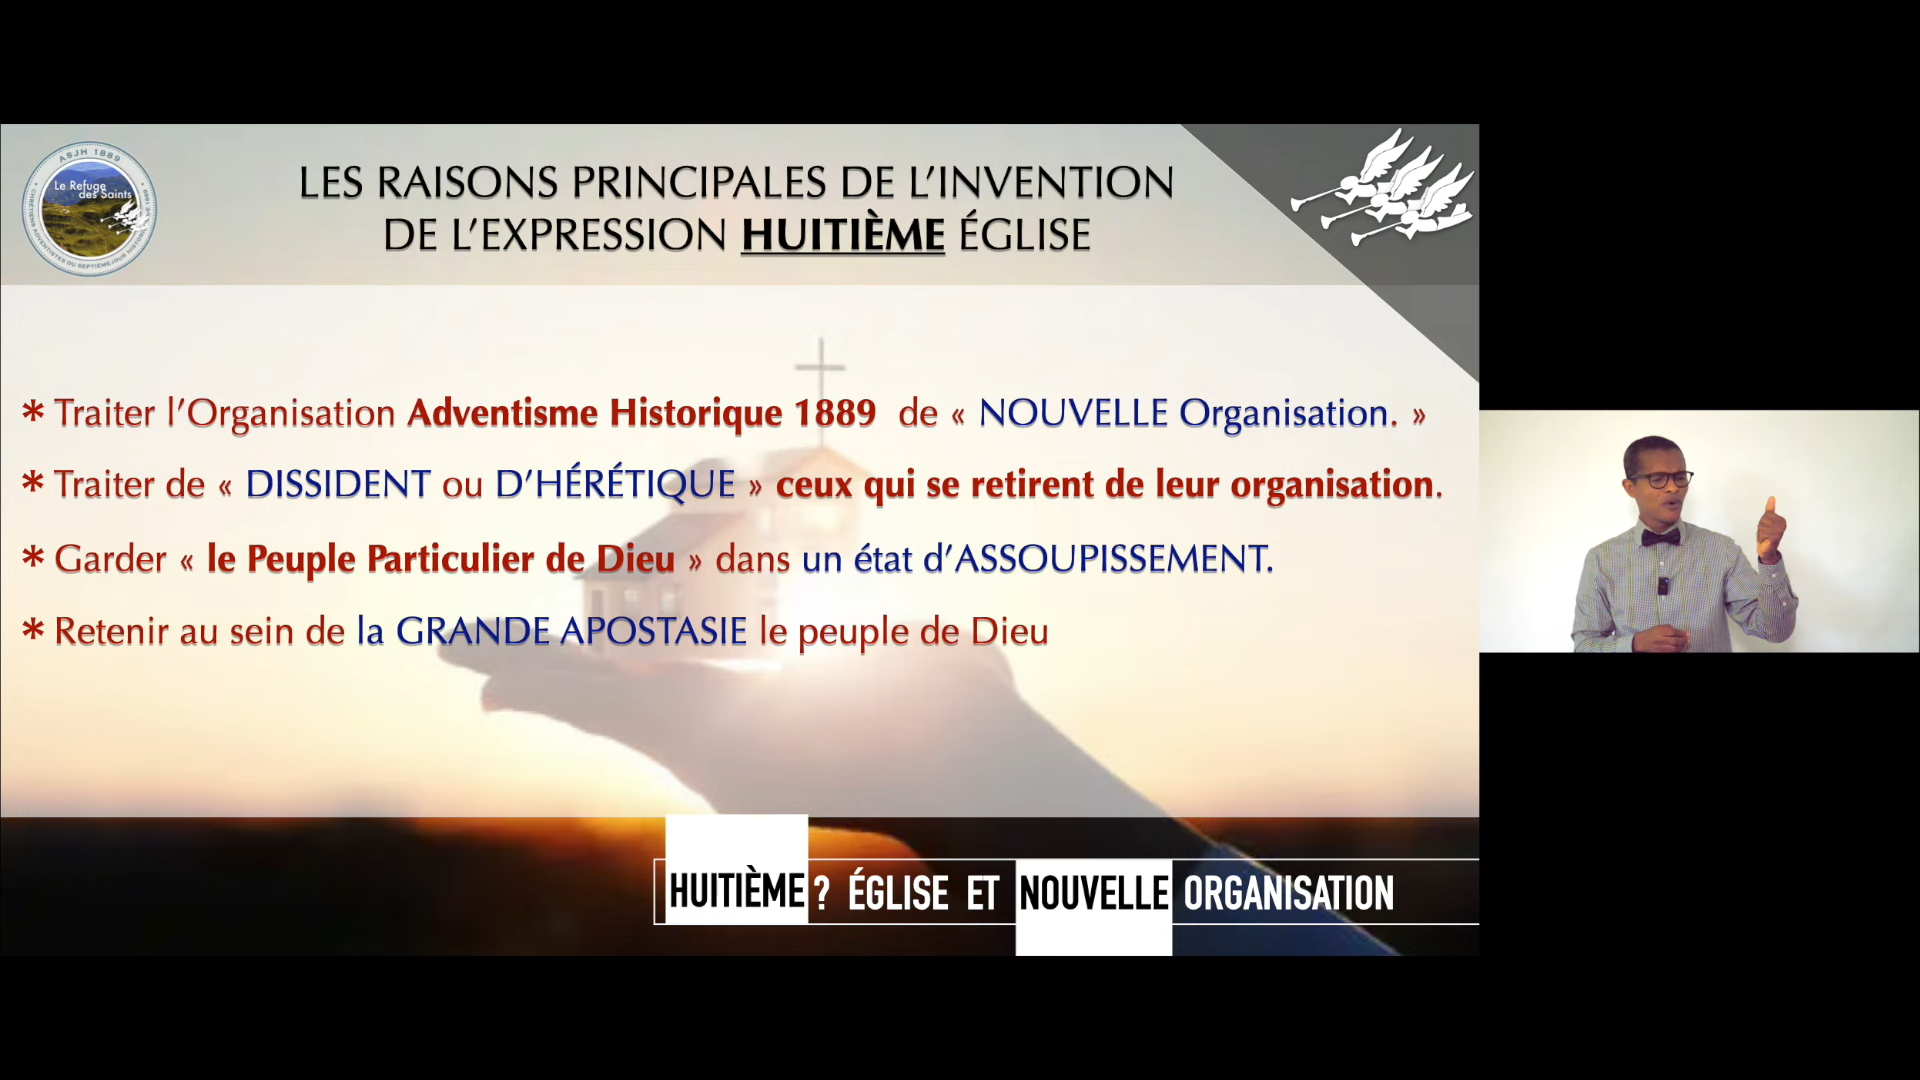 ASJH 1889
Le Refuge
des Saints
LES RAISONS PRINCIPALES DE L’INVENTION
DE L’EXPRESSION HUITIÈME ÉGLISE
* Traiter l’Organisation Adventisme Historique 1889 de « NOUVELLE Organisation. »
* Traiter de « DISSIDENT ou D’HÉRÉTIQUE » ceux qui se retirent de leur organisation.
* Garder « le Peuple Particulier de Dieu » dans un état d’ASSOUPISSEMENT.
* Retenir au sein de la GRANDE APOSTASIE le peuple de Dieu
HUITIÈME ? ÉGLISE ET NOUVELLE ORGANISATION